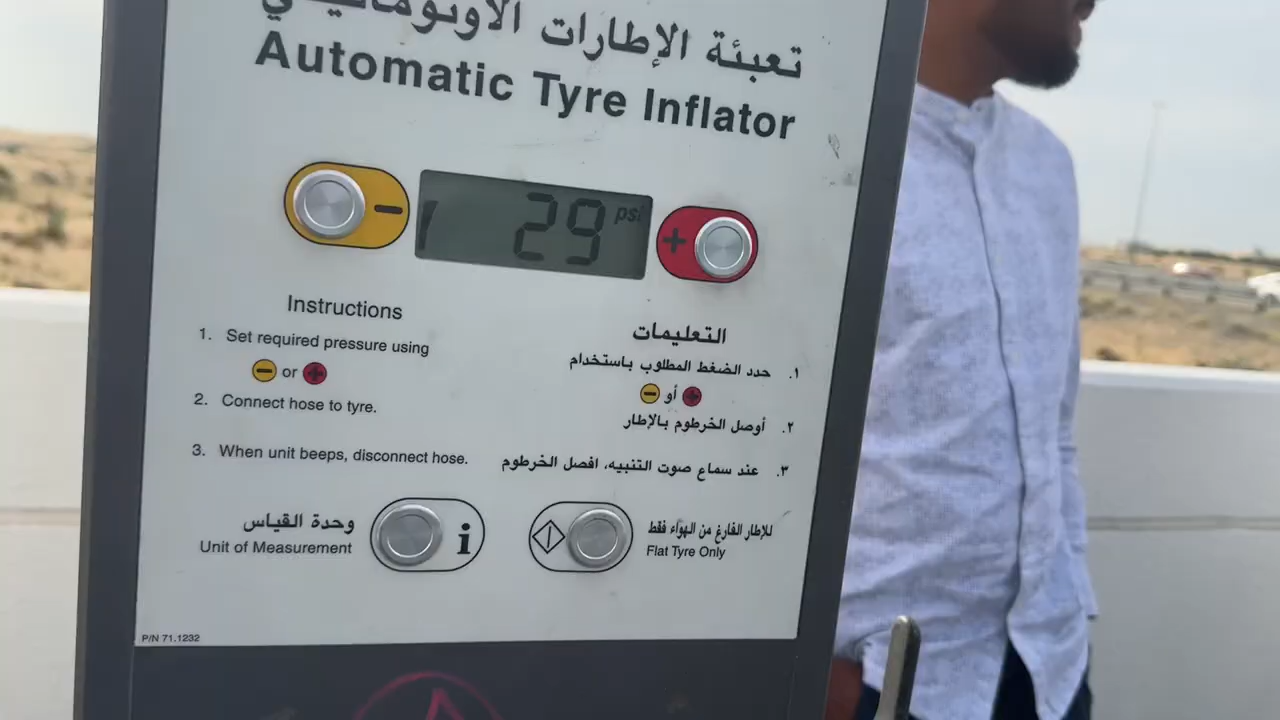 تعبئة الإطارات الأوتوماتيكي
Automatic Tyre Inflator
−
29 psi
+
Instructions
1. Set required pressure using
− or +
2. Connect hose to tyre.
3. When unit beeps, disconnect hose.
التعليمات
١. حدد الضغط المطلوب باستخدام
+ أو −
٢. أوصل الخرطوم بالإطار
٣. عند سماع صوت التنبيه، افصل الخرطوم
وحدة القياس
Unit of Measurement
i
للإطار الفارغ من الهواء فقط
Flat Tyre Only
P/N 71.1232